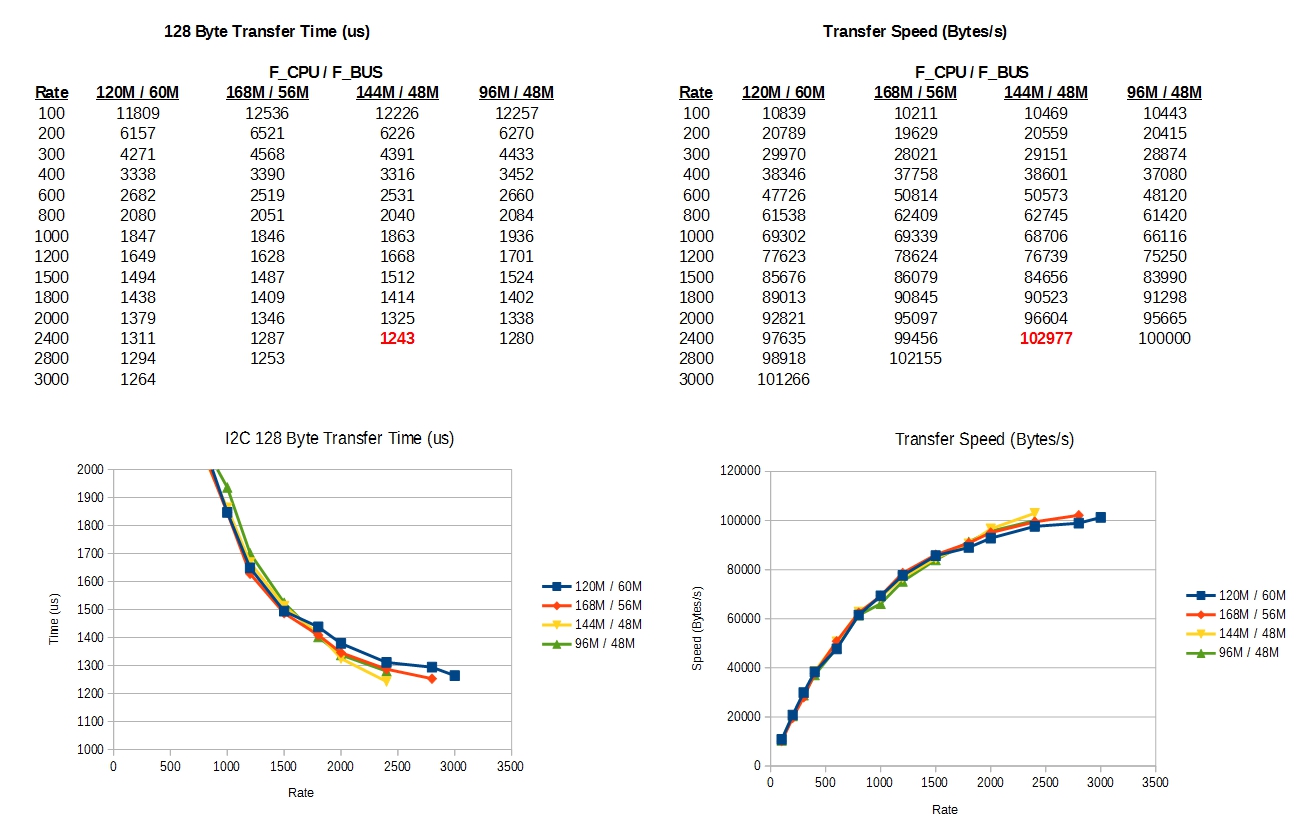 128 Byte Transfer Time (us)
F_CPU / F_BUS
Rate 120M / 60M 168M / 56M 144M / 48M 96M / 48M
100 11809 12536 12226 12257
200 6157 6521 6226 6270
300 4271 4568 4391 4433
400 3338 3390 3316 3452
600 2682 2519 2531 2660
800 2080 2051 2040 2084
1000 1847 1846 1863 1936
1200 1649 1628 1668 1701
1500 1494 1487 1512 1524
1800 1438 1409 1414 1402
2000 1379 1346 1325 1338
2400 1311 1287 1243 1280
2800 1294 1253
3000 1264
Transfer Speed (Bytes/s)
F_CPU / F_BUS
Rate 120M / 60M 168M / 56M 144M / 48M 96M / 48M
100 10839 10211 10469 10443
200 20789 19629 20559 20415
300 29970 28021 29151 28874
400 38346 37758 38601 37080
600 47726 50814 50573 48120
800 61538 62409 62745 61420
1000 69302 69339 68706 66116
1200 77623 78624 76739 75250
1500 85676 86079 84656 83990
1800 89013 90845 90523 91298
2000 92821 95097 96604 95665
2400 97635 99456 102977 100000
2800 98918 102155
3000 101266
I2C 128 Byte Transfer Time (us)
Time (us)
2000
1900
1800
1700
1600
1500
1400
1300
1200
1100
1000
0 500 1000 1500 2000 2500 3000 3500
Rate
120M / 60M
168M / 56M
144M / 48M
96M / 48M
Transfer Speed (Bytes/s)
Speed (Bytes/s)
120000
100000
80000
60000
40000
20000
0
0 500 1000 1500 2000 2500 3000 3500
Rate
120M / 60M
168M / 56M
144M / 48M
96M / 48M